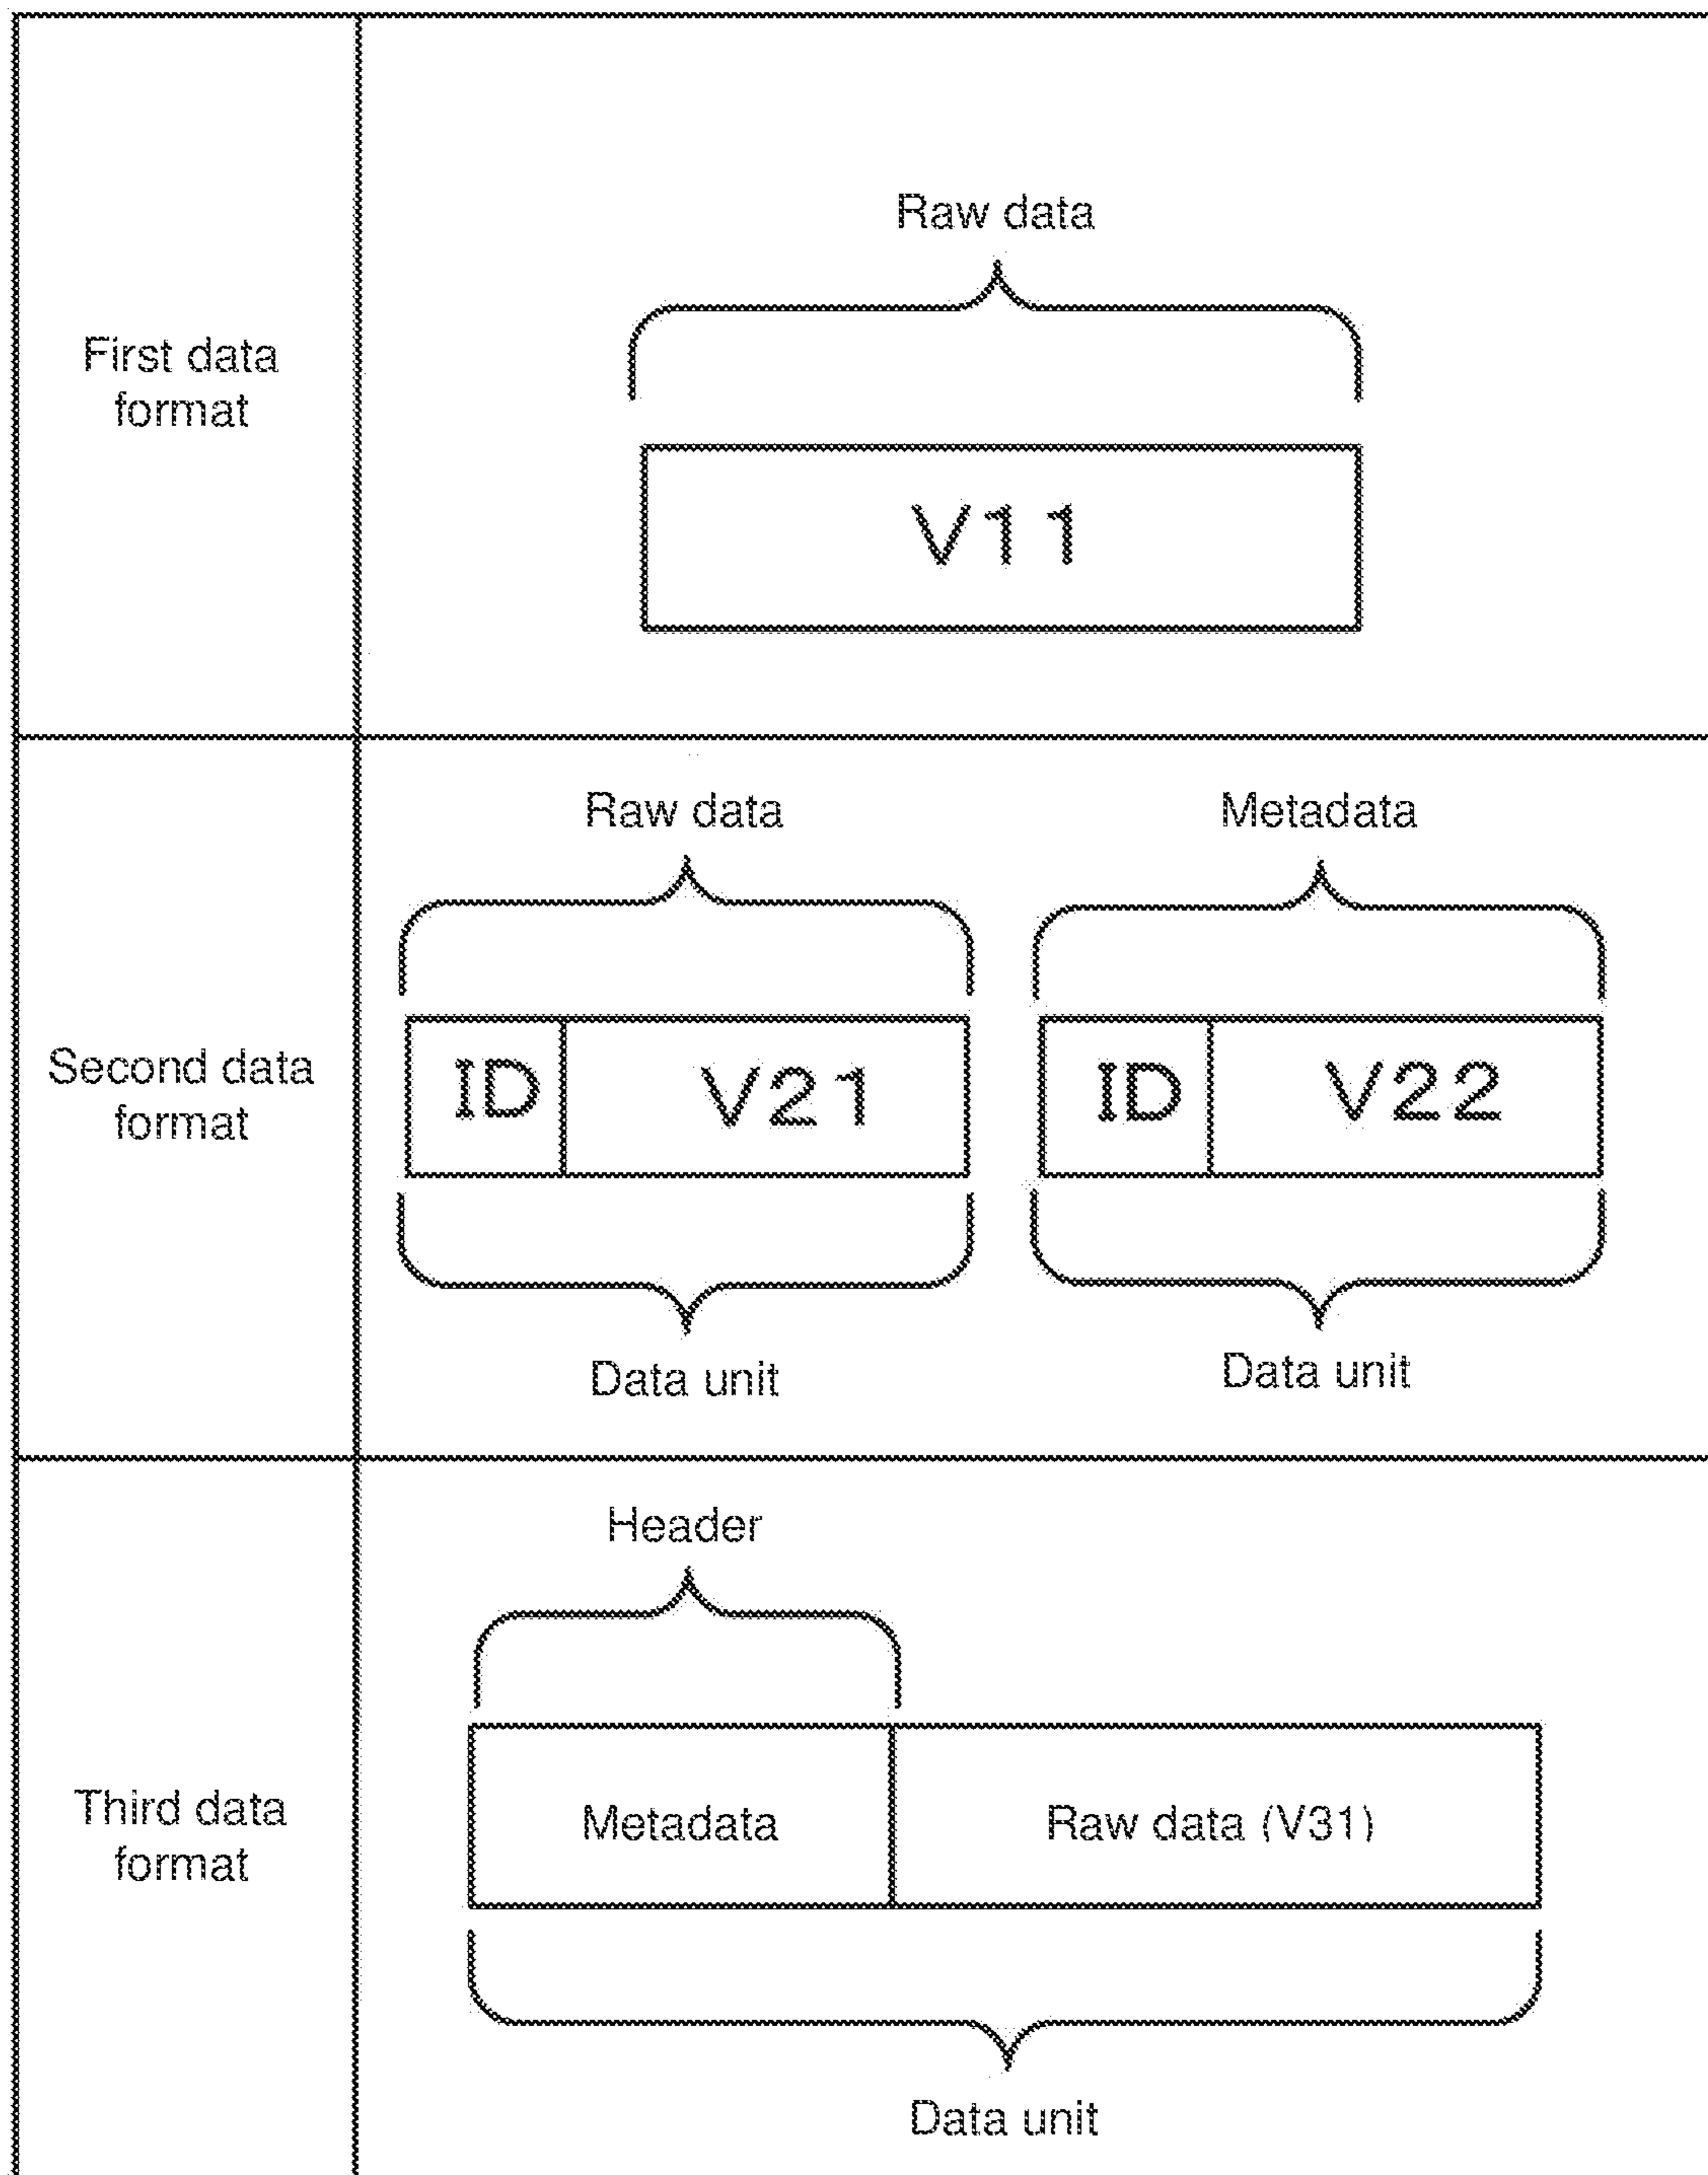 Raw data
First data
format
V11
Raw data
Metadata
Second data
format
ID
V21
ID
V22
Data unit
Data unit
Header
Third data
format
Metadata
Raw data (V31)
Data unit